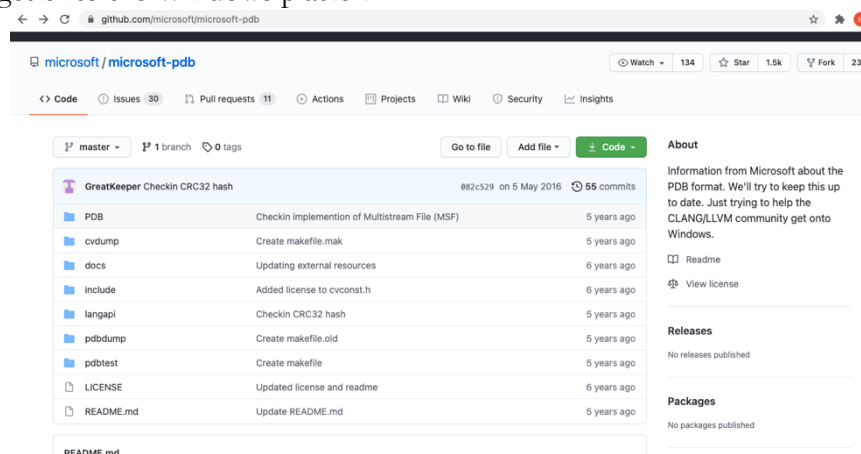 github.com/microsoft/microsoft-pdb
microsoft / microsoft-pdb
Watch 134 Star 1.5k Fork 23
Code Issues 30 Pull requests 11 Actions Projects Wiki Security Insights
master 1 branch 0 tags Go to file Add file Code
GreatKeeper Checkin CRC32 hash 082c529 on 5 May 2016 55 commits
PDB Checkin implemention of Multistream File (MSF) 5 years ago
cvdump Create makefile.mak 5 years ago
docs Updating external resources 6 years ago
include Added license to cvconst.h 6 years ago
langapi Checkin CRC32 hash 5 years ago
pdbdump Create makefile.old 5 years ago
pdbtest Create makefile 5 years ago
LICENSE Updated license and readme 6 years ago
README.md Update README.md 5 years ago
README.md
About
Information from Microsoft about the
PDB format. We'll try to keep this up
to date. Just trying to help the
CLANG/LLVM community get onto
Windows.
Readme
View license
Releases
No releases published
Packages
No packages published